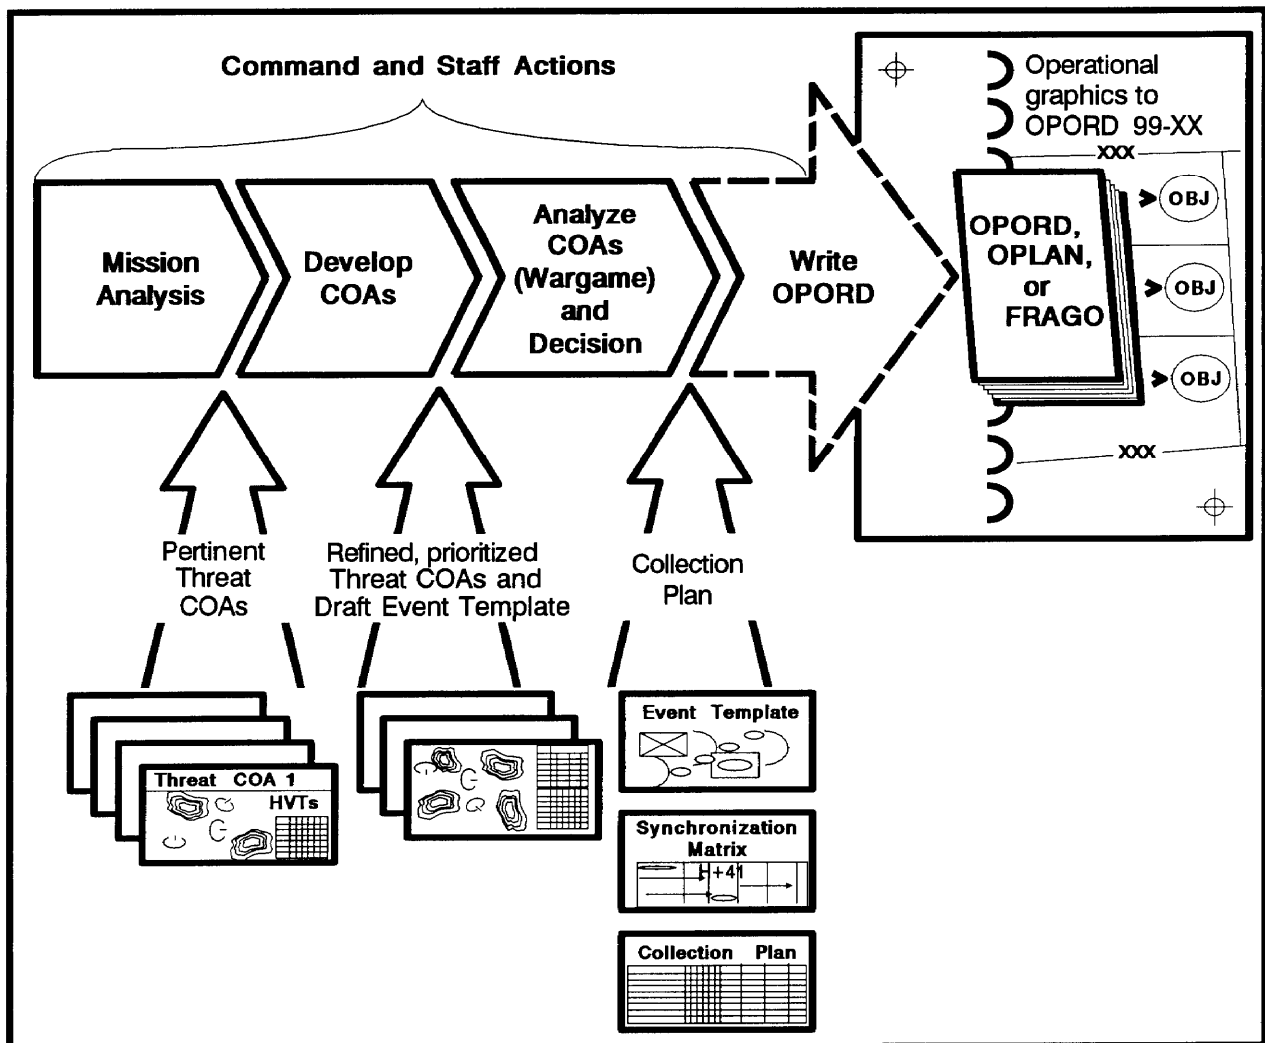 Command and Staff Actions
Mission
Analysis
Develop
COAs
Analyze
COAs
(Wargame)
and
Decision
Write
OPORD
Operational
graphics to
OPORD 99-XX
XXX
OPORD,
OPLAN,
or
FRAGO
OBJ
OBJ
OBJ
XXX
Pertinent
Threat
COAs
Refined, prioritized
Threat COAs and
Draft Event Template
Collection
Plan
Threat COA 1
HVTs
Event Template
Synchronization
Matrix
H+41
Collection Plan